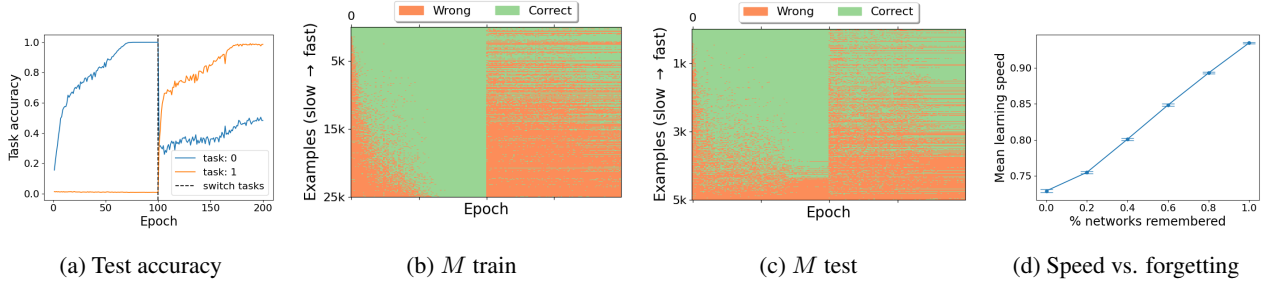 1.0
0.8
0.6
0.4
0.2
0.0
Task accuracy
0 50 100 150 200
Epoch
task: 0
task: 1
switch tasks
(a) Test accuracy
Wrong Correct
0
5k
15k
25k
Examples (slow → fast)
Epoch
(b) M train
Wrong Correct
0
1k
3k
5k
Examples (slow → fast)
Epoch
(c) M test
0.90
0.85
0.80
0.75
Mean learning speed
0.0 0.2 0.4 0.6 0.8 1.0
% networks remembered
(d) Speed vs. forgetting